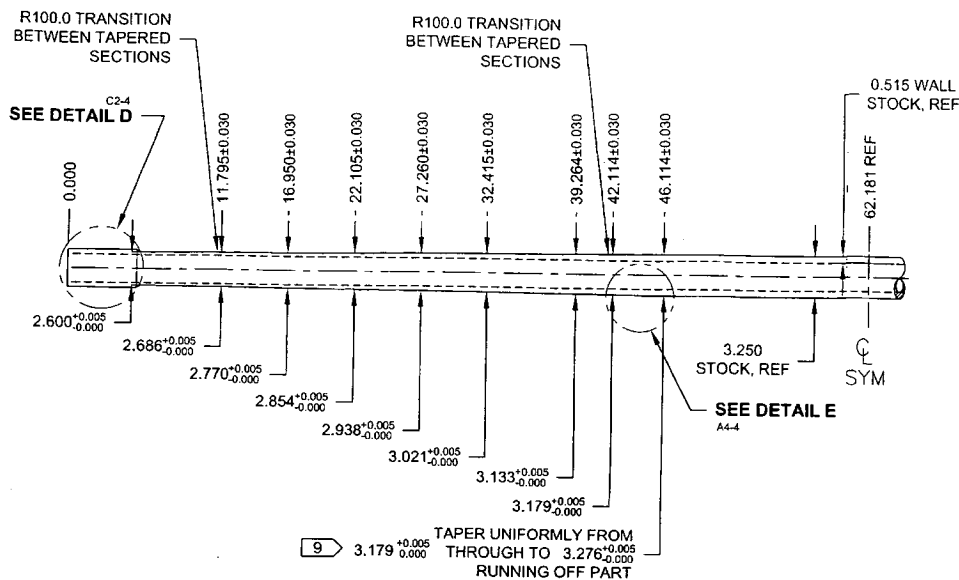 R100.0 TRANSITION
BETWEEN TAPERED
SECTIONS
R100.0 TRANSITION
BETWEEN TAPERED
SECTIONS
C2-4
SEE DETAIL D
0.515 WALL
STOCK, REF
0.000
11.795±0.030
16.950±0.030
22.105±0.030
27.260±0.030
32.415±0.030
39.264±0.030
42.114±0.030
46.114±0.030
62.181 REF
2.600 +0.005 -0.000
2.686 +0.005 -0.000
2.770 +0.005 -0.000
2.854 +0.005 -0.000
2.938 +0.005 -0.000
3.021 +0.005 -0.000
3.133 +0.005 -0.000
3.179 +0.005 -0.000
3.250
STOCK, REF
℄
SYM
SEE DETAIL E
A4-4
TAPER UNIFORMLY FROM
9 3.179 +0.005 0.000 THROUGH TO 3.276 +0.005 -0.000
RUNNING OFF PART